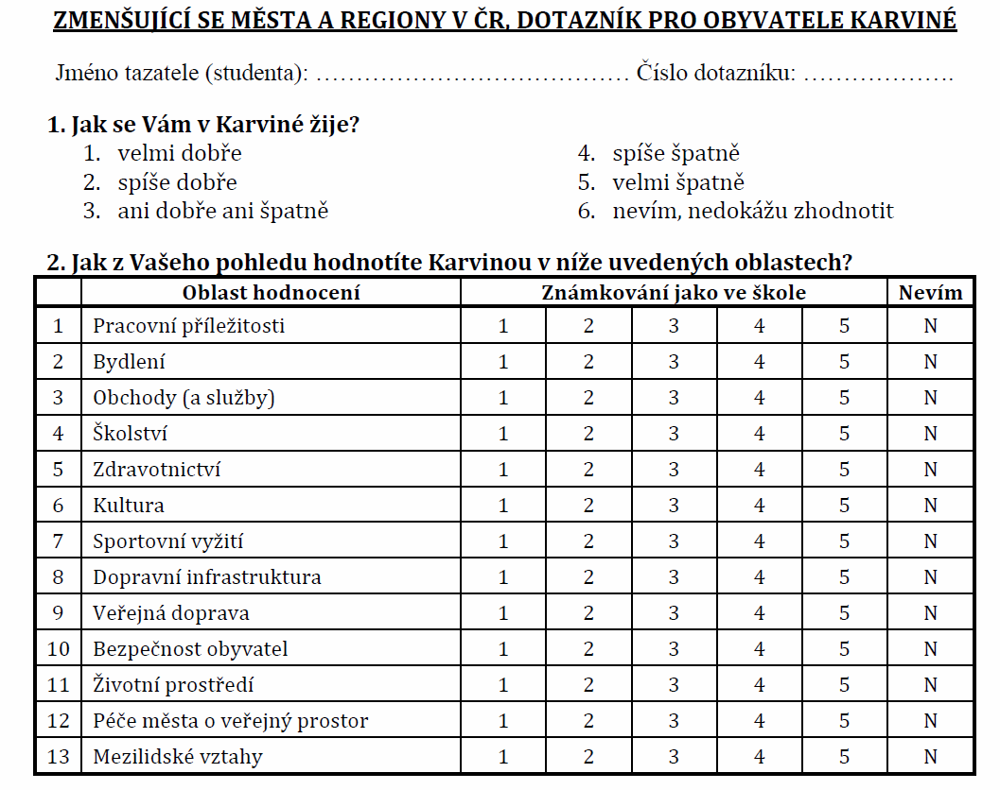 ZMENŠUJÍCÍ SE MĚSTA A REGIONY V ČR, DOTAZNÍK PRO OBYVATELE KARVINÉ
Jméno tazatele (studenta): ………………………………… Číslo dotazníku: ……………….
1. Jak se Vám v Karviné žije?
1. velmi dobře
2. spíše dobře
3. ani dobře ani špatně
4. spíše špatně
5. velmi špatně
6. nevím, nedokážu zhodnotit
2. Jak z Vašeho pohledu hodnotíte Karvinou v níže uvedených oblastech?
Oblast hodnocení Známkování jako ve škole Nevím
1 Pracovní příležitosti 1 2 3 4 5 N
2 Bydlení 1 2 3 4 5 N
3 Obchody (a služby) 1 2 3 4 5 N
4 Školství 1 2 3 4 5 N
5 Zdravotnictví 1 2 3 4 5 N
6 Kultura 1 2 3 4 5 N
7 Sportovní vyžití 1 2 3 4 5 N
8 Dopravní infrastruktura 1 2 3 4 5 N
9 Veřejná doprava 1 2 3 4 5 N
10 Bezpečnost obyvatel 1 2 3 4 5 N
11 Životní prostředí 1 2 3 4 5 N
12 Péče města o veřejný prostor 1 2 3 4 5 N
13 Mezilidské vztahy 1 2 3 4 5 N